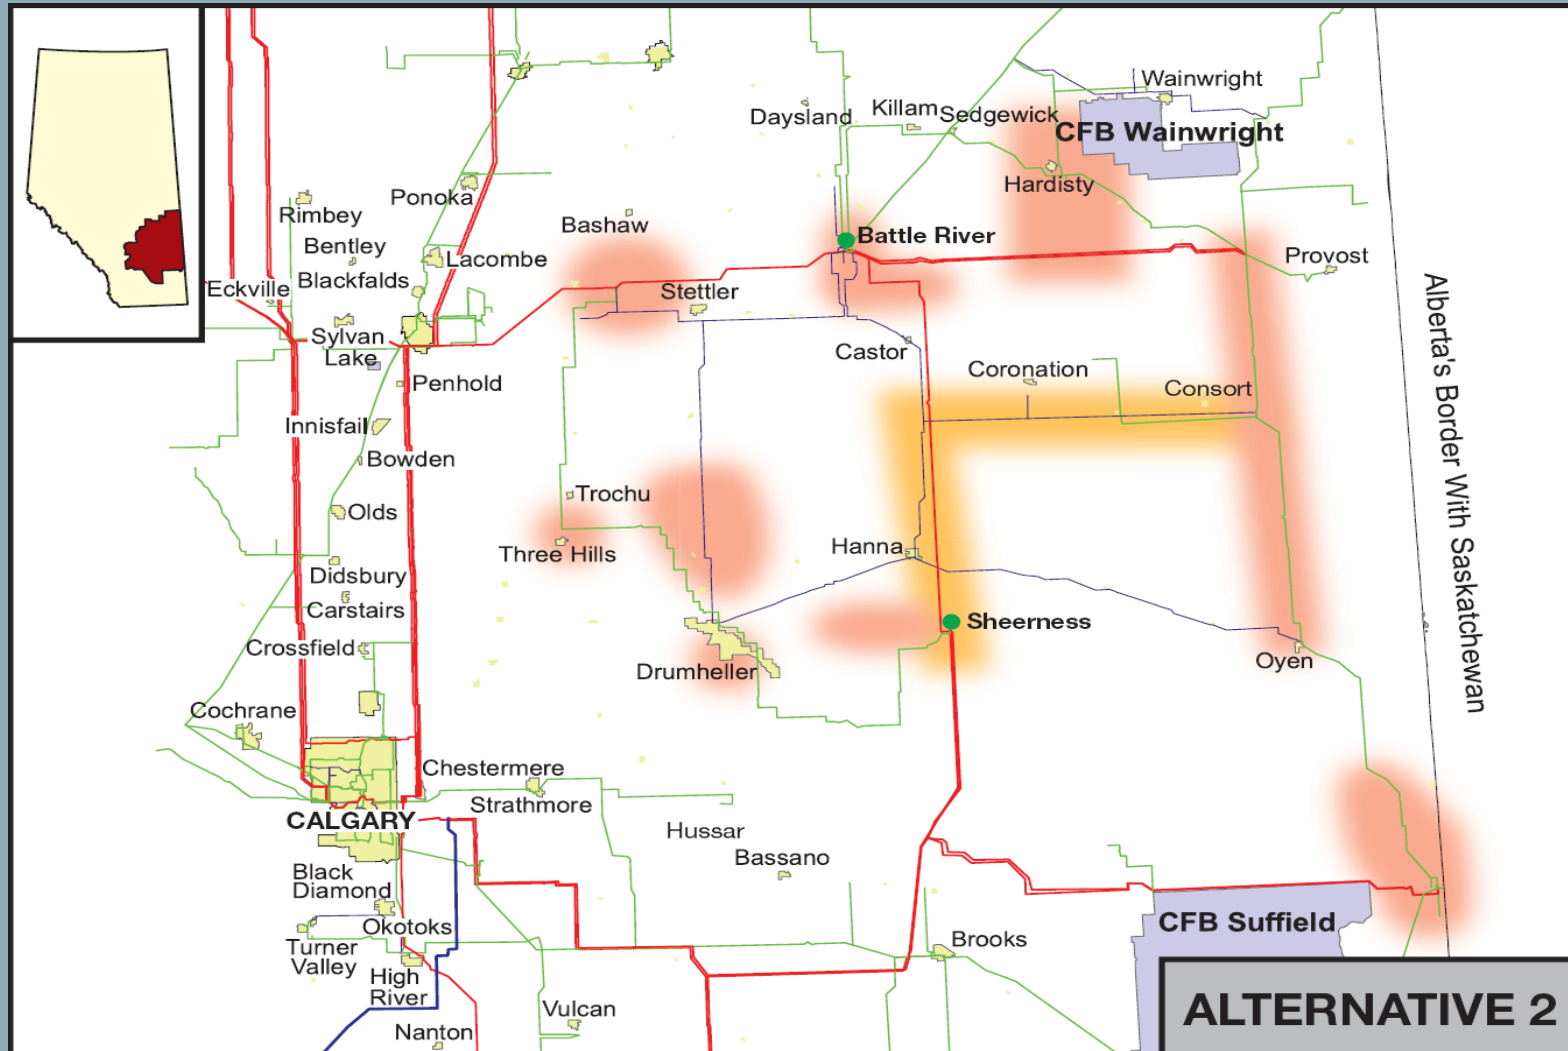 Wainwright
Daysland
Killam
Sedgewick
CFB Wainwright
Hardisty
Ponoka
Rimbey
Bashaw
Bentley
Battle River
Lacombe
Provost
Blackfalds
Eckville
Stettler
Sylvan
Lake
Castor
Coronation
Penhold
Consort
Innisfail
Bowden
Trochu
Olds
Three Hills
Hanna
Didsbury
Carstairs
Sheerness
Crossfield
Oyen
Drumheller
Alberta's Border With Saskatchewan
Cochrane
Chestermere
Strathmore
CALGARY
Hussar
Bassano
Black
Diamond
CFB Suffield
Okotoks
Brooks
Turner
Valley
High
River
Vulcan
Nanton
ALTERNATIVE 2